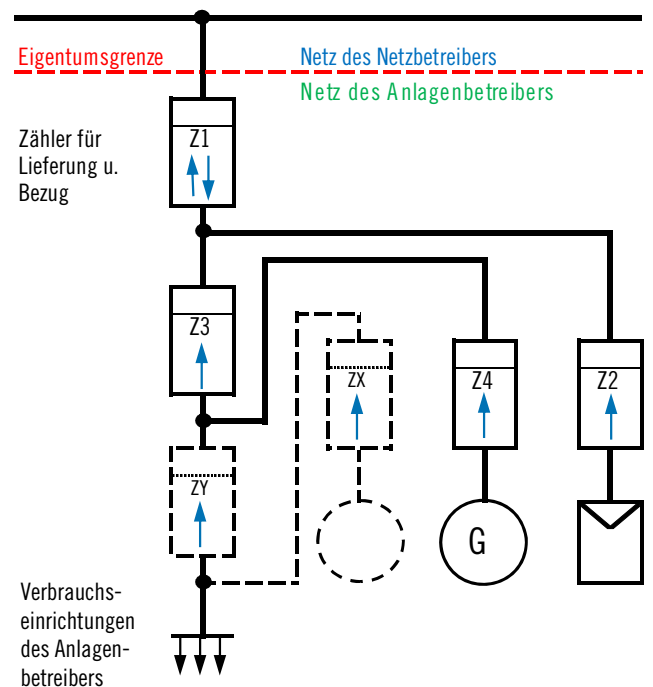 Eigentumsgrenze
Netz des Netzbetreibers
Netz des Anlagenbetreibers
Zähler für
Lieferung u.
Bezug
Z1
Z3
ZX
Z4
Z2
ZY
G
Verbrauchs-
einrichtungen
des Anlagen-
betreibers